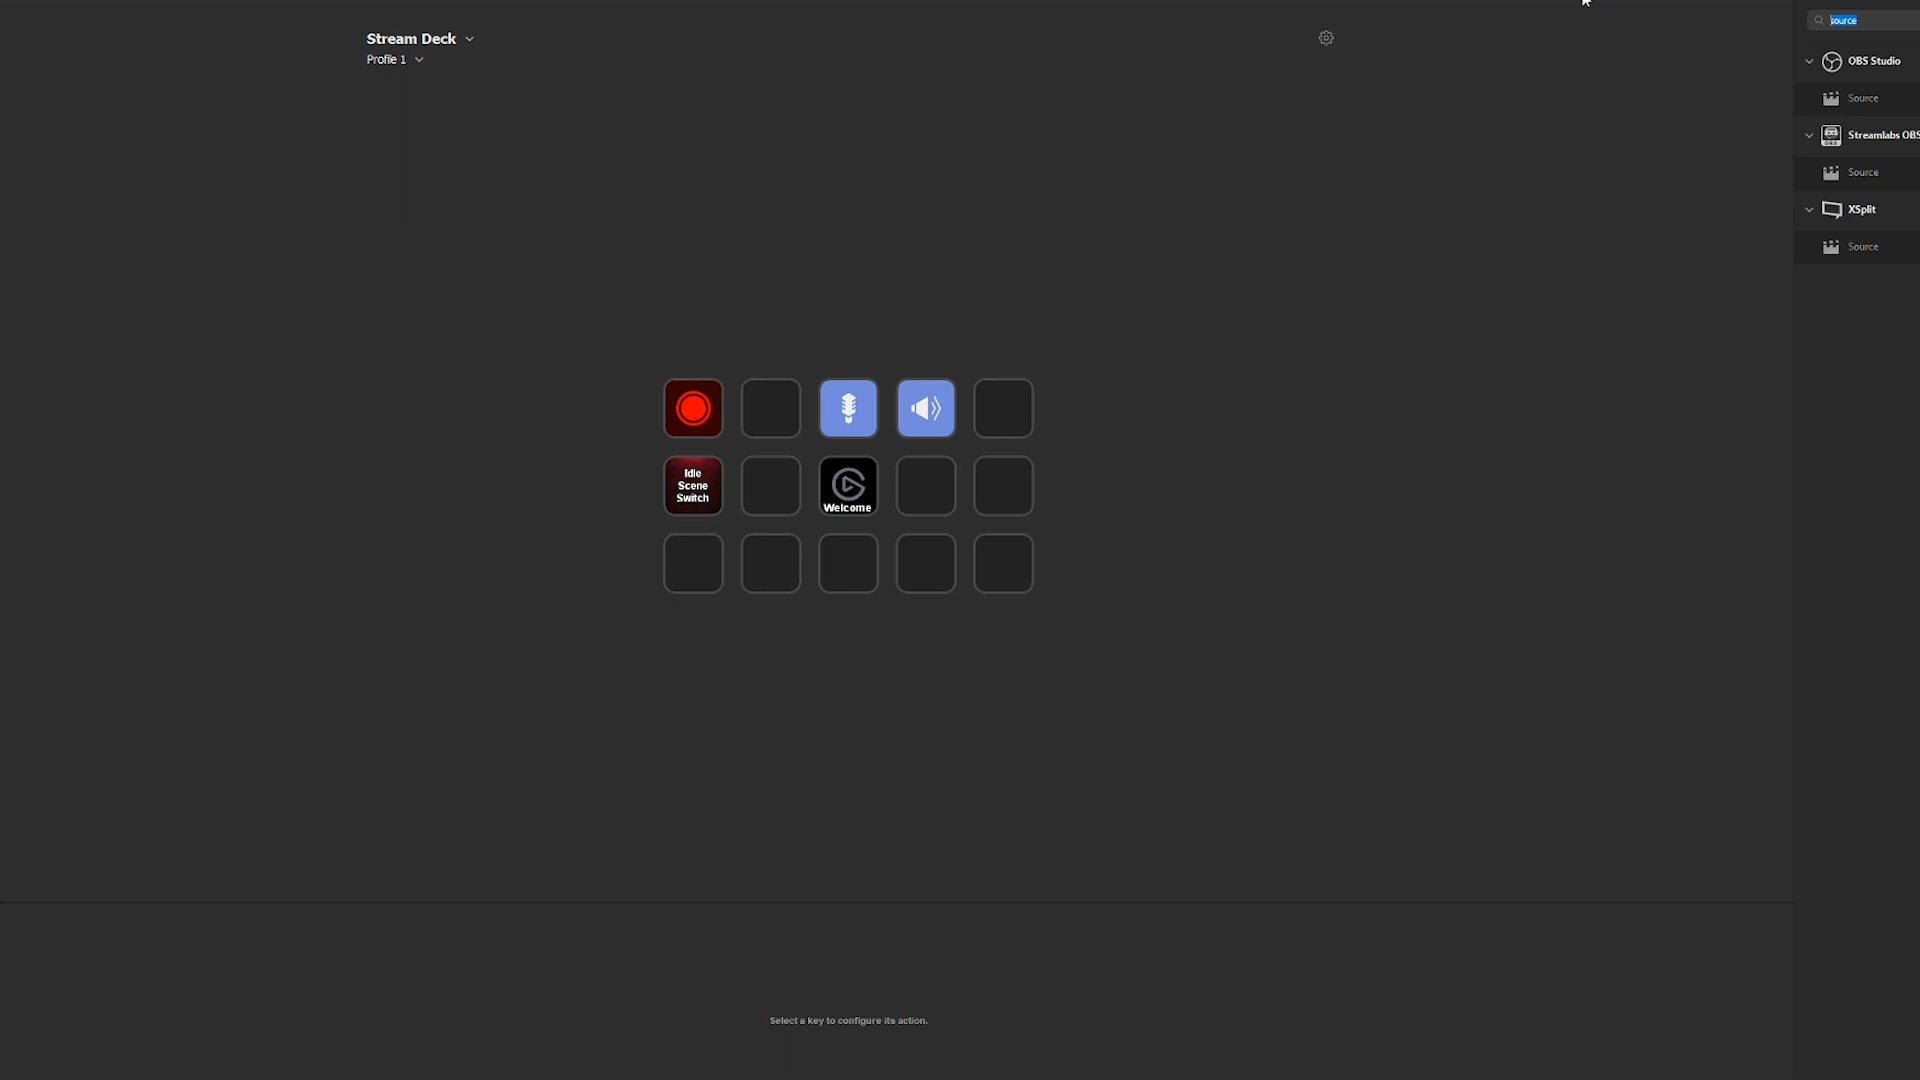 Stream Deck
Profile 1
source
OBS Studio
Source
Streamlabs OBS
Source
XSplit
Source
Idle
Scene
Switch
Welcome
Select a key to configure its action.